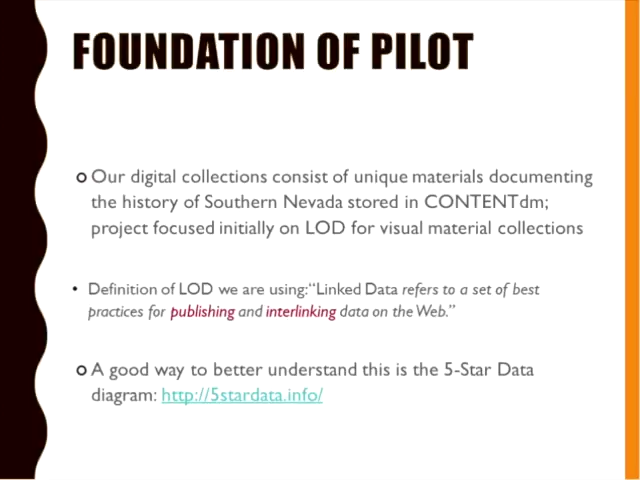 FOUNDATION OF PILOT
o Our digital collections consist of unique materials documenting
the history of Southern Nevada stored in CONTENTdm;
project focused initially on LOD for visual material collections
• Definition of LOD we are using: “Linked Data refers to a set of best
practices for publishing and interlinking data on the Web.”
o A good way to better understand this is the 5-Star Data
diagram: http://5stardata.info/